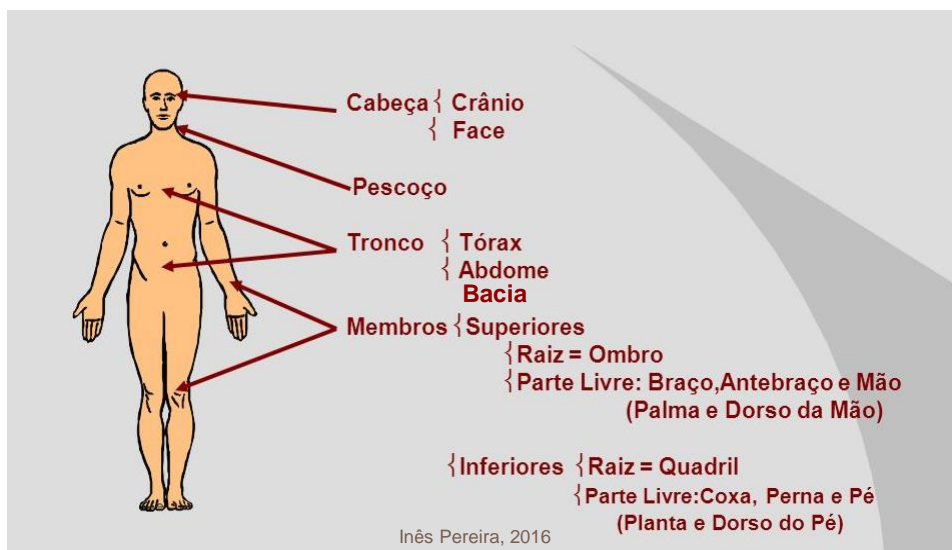 Cabeça { Crânio
{ Face
Pescoço
Tronco { Tórax
{ Abdome
Bacia
Membros {Superiores
{Raiz = Ombro
{Parte Livre: Braço,Antebraço e Mão
(Palma e Dorso da Mão)
{Inferiores {Raiz = Quadril
{Parte Livre:Coxa, Perna e Pé
(Planta e Dorso do Pé)
Inês Pereira, 2016